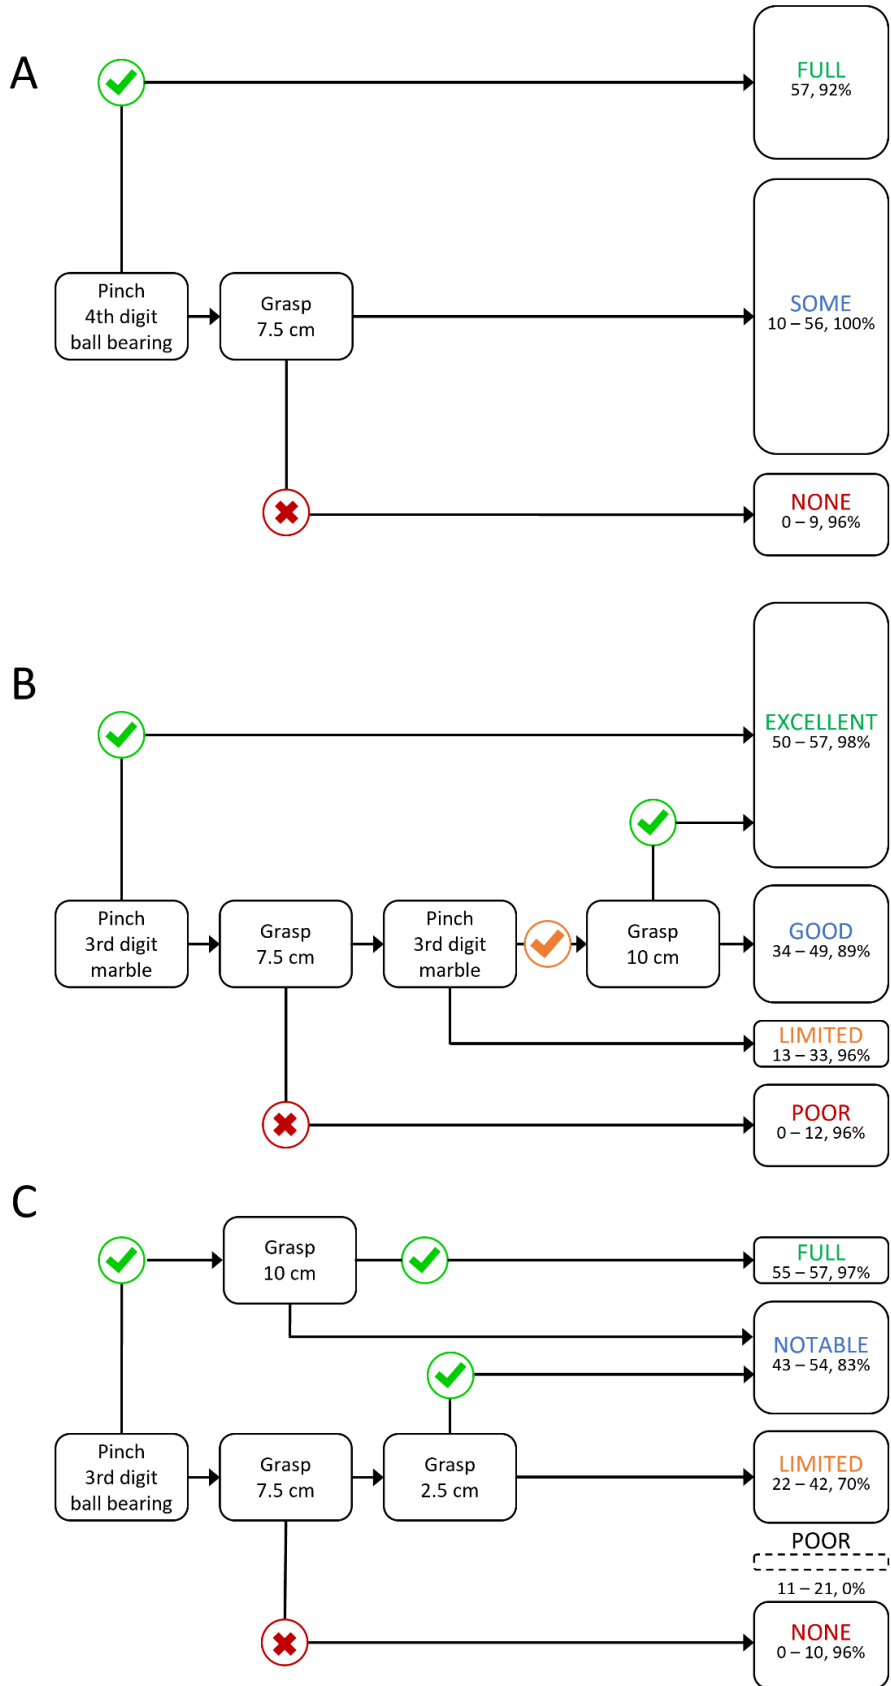 A
FULL
57, 92%
Pinch
4th digit
ball bearing
Grasp
7.5 cm
SOME
10 – 56, 100%
NONE
0 – 9, 96%
B
EXCELLENT
50 – 57, 98%
Pinch
3rd digit
marble
Grasp
7.5 cm
Pinch
3rd digit
marble
Grasp
10 cm
GOOD
34 – 49, 89%
LIMITED
13 – 33, 96%
POOR
0 – 12, 96%
C
Grasp
10 cm
FULL
55 – 57, 97%
NOTABLE
43 – 54, 83%
Pinch
3rd digit
ball bearing
Grasp
7.5 cm
Grasp
2.5 cm
LIMITED
22 – 42, 70%
POOR
11 – 21, 0%
NONE
0 – 10, 96%